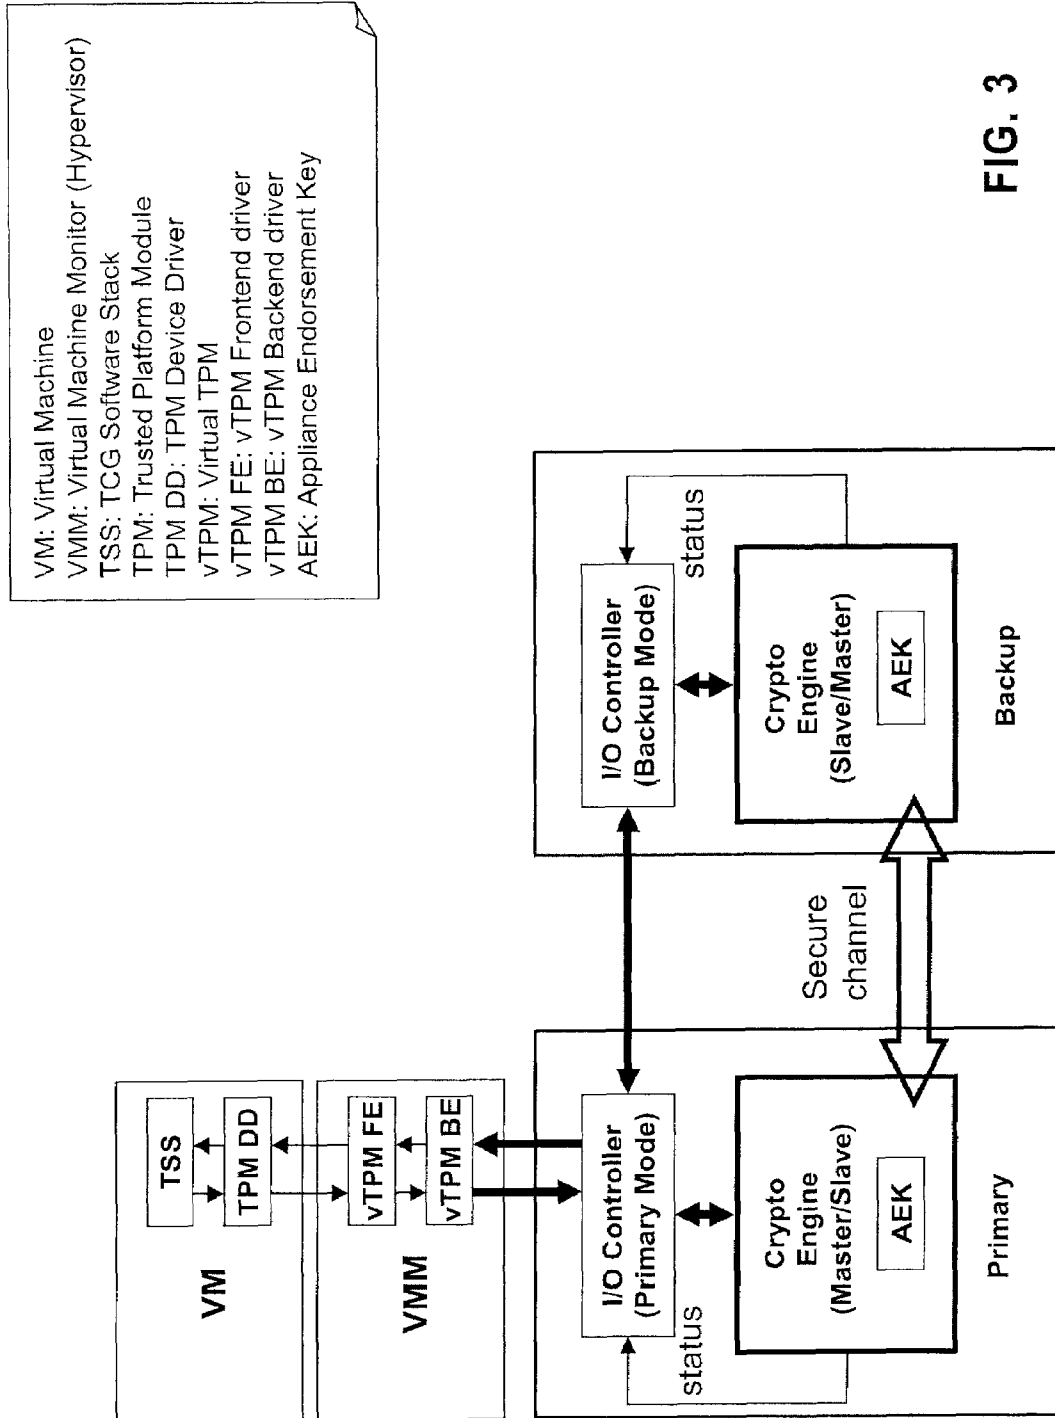 VM: Virtual Machine
VMM: Virtual Machine Monitor (Hypervisor)
TSS: TCG Software Stack
TPM: Trusted Platform Module
TPM DD: TPM Device Driver
vTPM: Virtual TPM
vTPM FE: vTPM Frontend driver
vTPM BE: vTPM Backend driver
AEK: Appliance Endorsement Key
VM
TSS
TPM DD
VMM
vTPM FE
vTPM BE
I/O Controller
(Primary Mode)
status
Crypto
Engine
(Master/Slave)
AEK
Primary
Secure
channel
I/O Controller
(Backup Mode)
status
Crypto
Engine
(Slave/Master)
AEK
Backup
FIG. 3